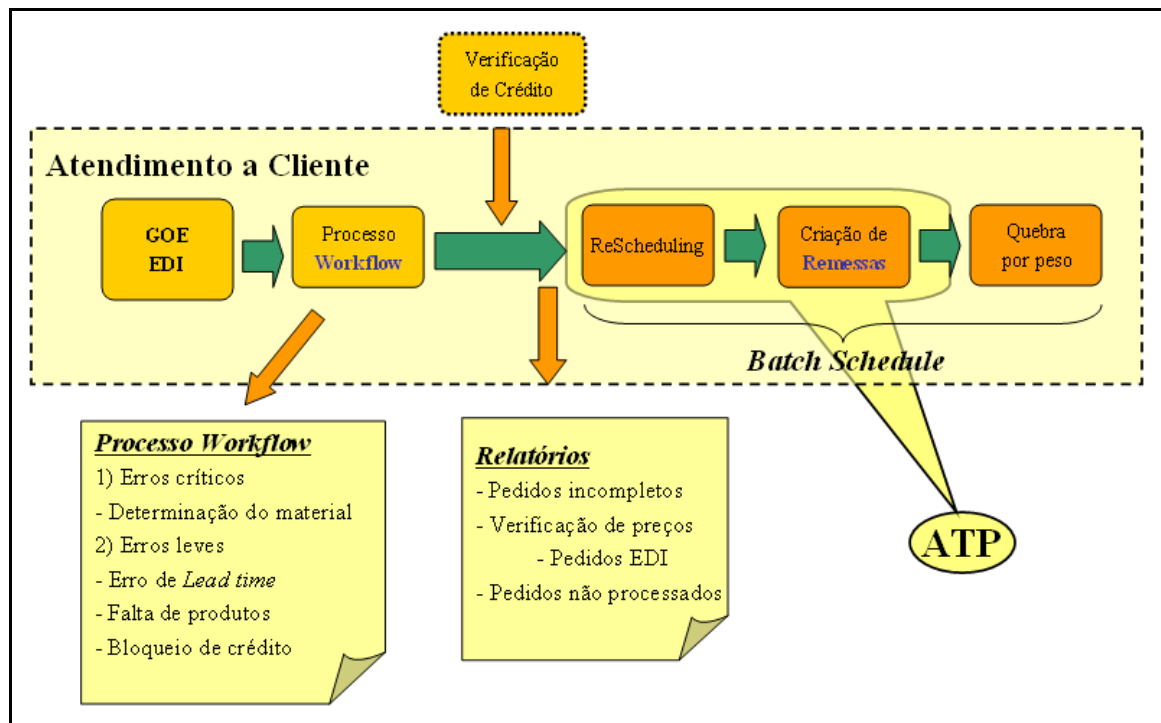 Verificação
de Crédito
Atendimento a Cliente
GOE
EDI
Processo
Workflow
ReScheduling
Criação de
Remessas
Quebra
por peso
Batch Schedule
Processo Workflow
1) Erros críticos
- Determinação do material
2) Erros leves
- Erro de Lead time
- Falta de produtos
- Bloqueio de crédito
Relatórios
- Pedidos incompletos
- Verificação de preços
- Pedidos EDI
- Pedidos não processados
ATP